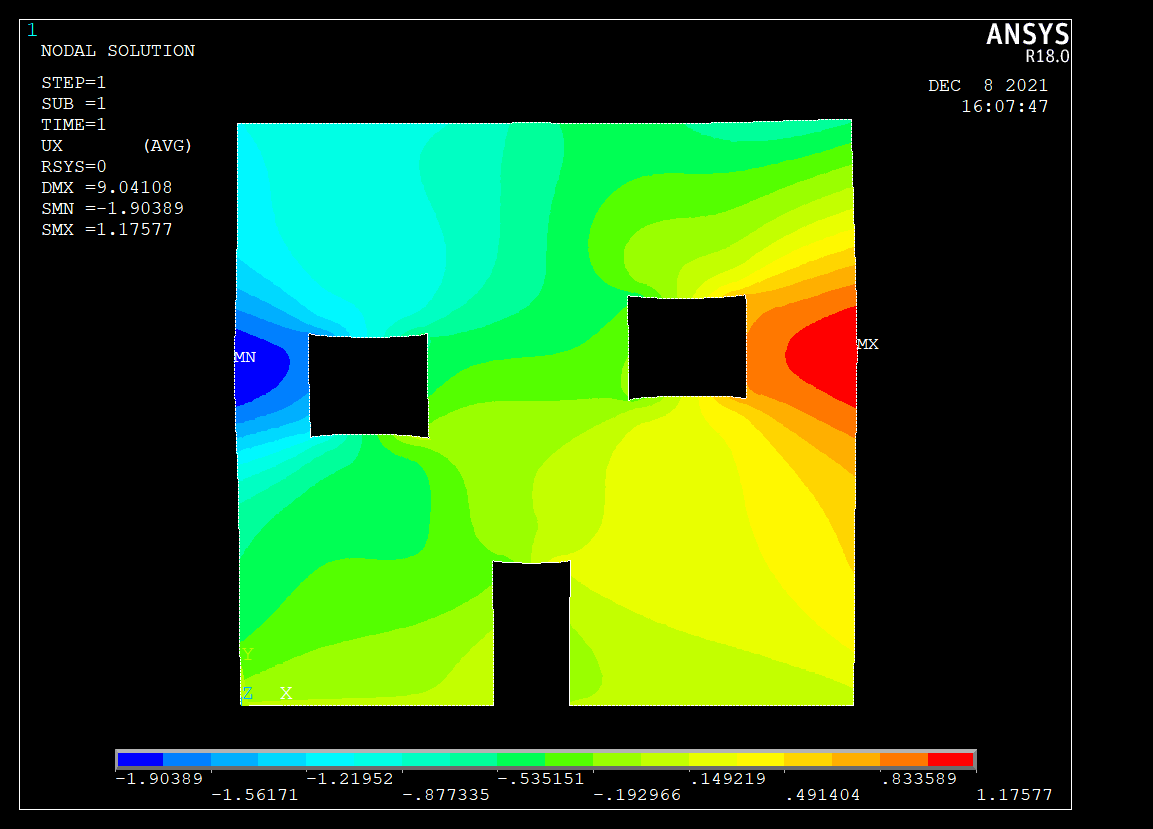 1
ANSYS
R18.0
NODAL SOLUTION
DEC 8 2021
16:07:47
STEP=1
SUB =1
TIME=1
UX (AVG)
RSYS=0
DMX =9.04108
SMN =-1.90389
SMX =1.17577
MX
MN
Y
Z X
-1.90389 -1.21952 -.535151 .149219 .833589
-1.56171 -.877335 -.192966 .491404 1.17577